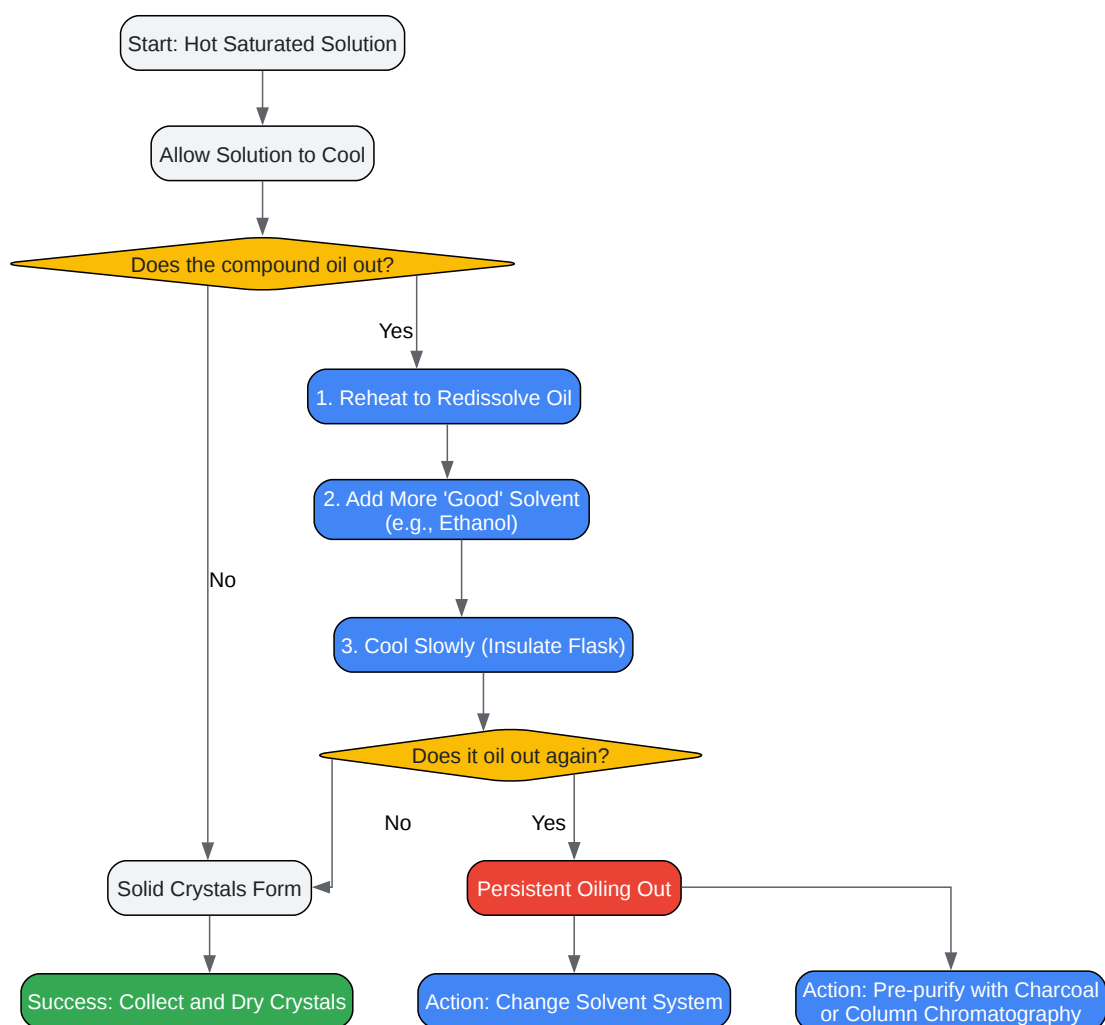 Start: Hot Saturated Solution
Allow Solution to Cool
Does the compound oil out?
Yes
1. Reheat to Redissolve Oil
2. Add More 'Good' Solvent
(e.g., Ethanol)
No
3. Cool Slowly (Insulate Flask)
Does it oil out again?
No
Yes
Solid Crystals Form
Persistent Oiling Out
Success: Collect and Dry Crystals
Action: Change Solvent System
Action: Pre-purify with Charcoal
or Column Chromatography